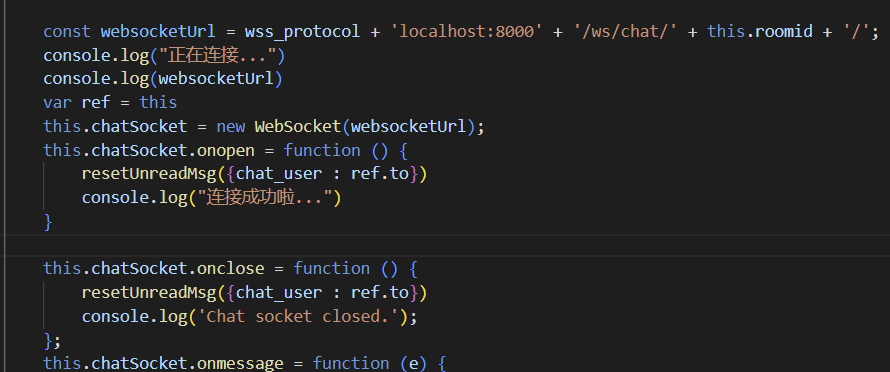 const websocketUrl = wss_protocol + 'localhost:8000' + '/ws/chat/' + this.roomid + '/';
console.log("正在连接...")
console.log(websocketUrl)
var ref = this
this.chatSocket = new WebSocket(websocketUrl);
this.chatSocket.onopen = function () {
resetUnreadMsg({chat_user : ref.to})
console.log("连接成功啦...")
}
this.chatSocket.onclose = function () {
resetUnreadMsg({chat_user : ref.to})
console.log('Chat socket closed.');
};
this.chatSocket.onmessage = function (e) {